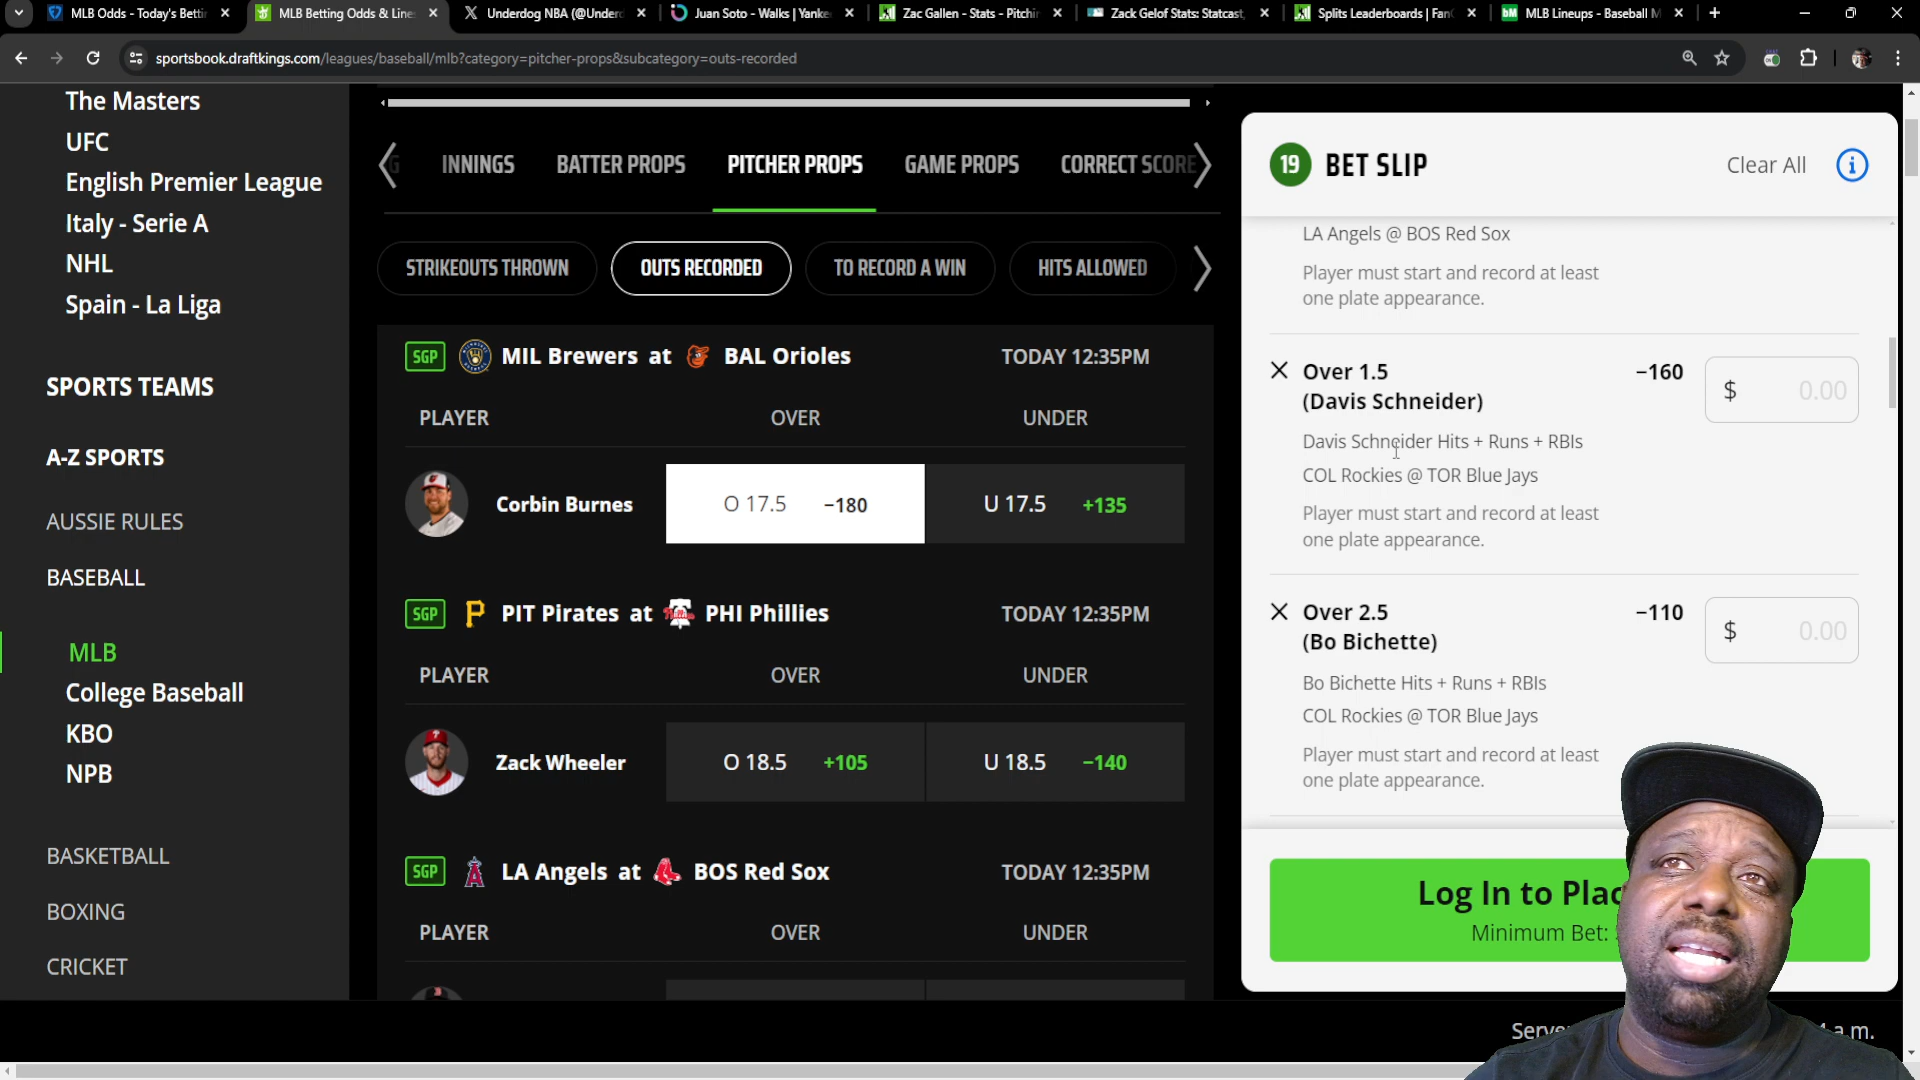 MLB Odds - Today's Betti
MLB Betting Odds & Line
Underdog NBA (@Underd
Juan Soto - Walks | Yanke
Zac Gallen - Stats - Pitchin
Zack Gelof Stats: Statcast,
Splits Leaderboards | Fan
MLB Lineups - Baseball M
sportsbook.draftkings.com/leagues/baseball/mlb?category=pitcher-props&subcategory=outs-recorded
The Masters
UFC
English Premier League
Italy - Serie A
NHL
Spain - La Liga
SPORTS TEAMS
A-Z SPORTS
AUSSIE RULES
BASEBALL
MLB
College Baseball
KBO
NPB
BASKETBALL
BOXING
CRICKET
G INNINGS BATTER PROPS PITCHER PROPS GAME PROPS CORRECT SCORE
STRIKEOUTS THROWN OUTS RECORDED TO RECORD A WIN HITS ALLOWED
SGP MIL Brewers at BAL Orioles TODAY 12:35PM
PLAYER OVER UNDER
Corbin Burnes O 17.5 −180 U 17.5 +135
SGP PIT Pirates at PHI Phillies TODAY 12:35PM
PLAYER OVER UNDER
Zack Wheeler O 18.5 +105 U 18.5 −140
SGP LA Angels at BOS Red Sox TODAY 12:35PM
PLAYER OVER UNDER
19 BET SLIP Clear All
LA Angels @ BOS Red Sox
Player must start and record at least
one plate appearance.
Over 1.5 −160 $ 0.00
(Davis Schneider)
Davis Schneider Hits + Runs + RBIs
COL Rockies @ TOR Blue Jays
Player must start and record at least
one plate appearance.
Over 2.5 −110 $ 0.00
(Bo Bichette)
Bo Bichette Hits + Runs + RBIs
COL Rockies @ TOR Blue Jays
Player must start and record at least
one plate appearance.
Log In to Plac
Minimum Bet:
Serve a.m.